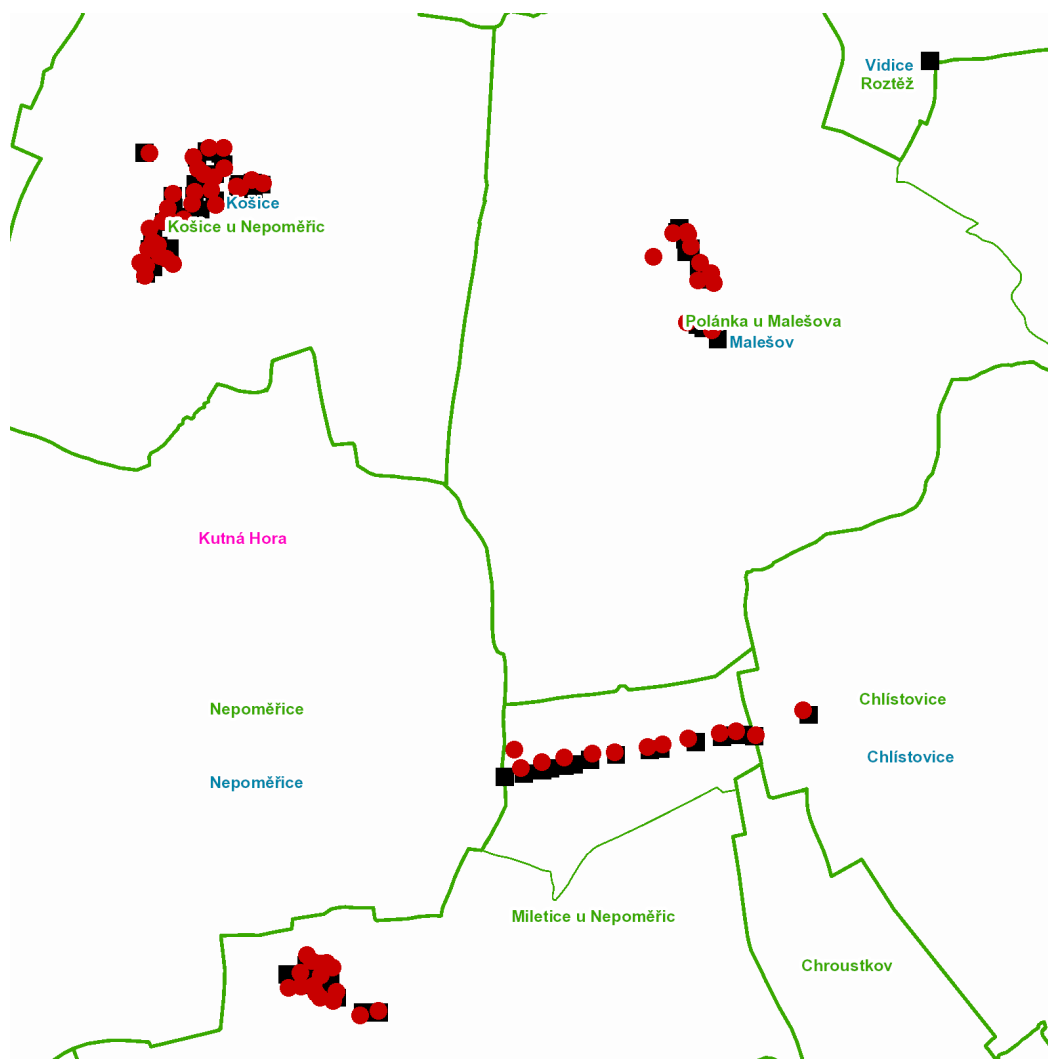 Vidice
Roztěž
Košice
Košice u Nepoměřic
Polánka u Malešova
Malešov
Kutná Hora
Nepoměřice
Chlístovice
Chlístovice
Nepoměřice
Miletice u Nepoměřic
Chroustkov